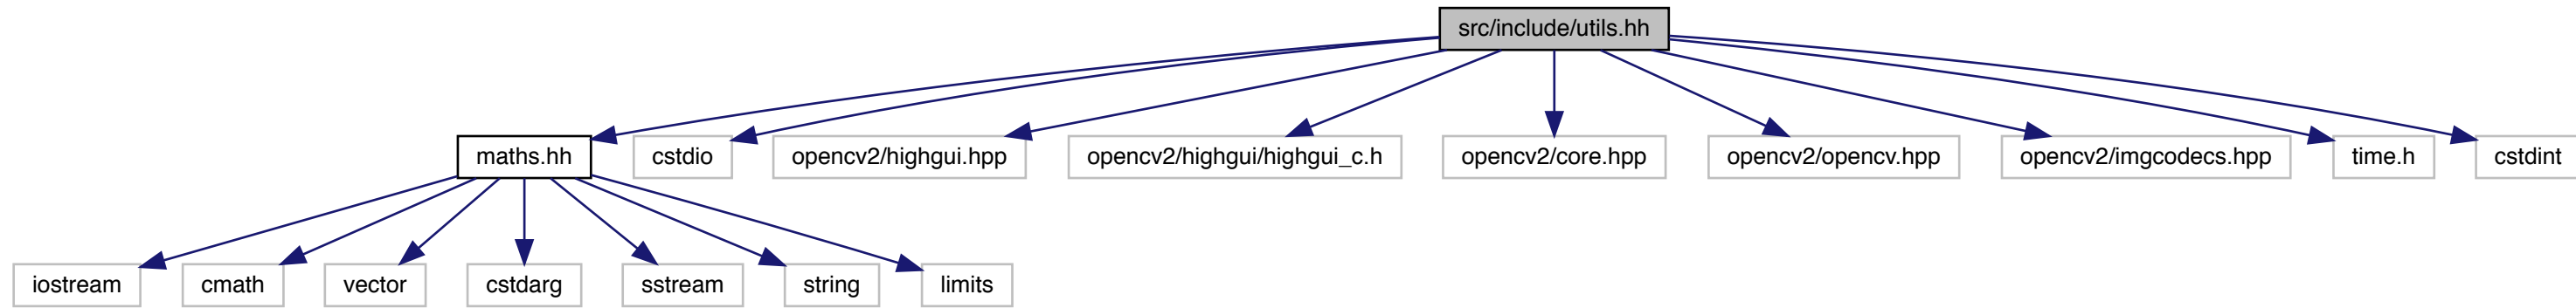 src/include/utils.hh
maths.hh
cstdio
opencv2/highgui.hpp
opencv2/highgui/highgui_c.h
opencv2/core.hpp
opencv2/opencv.hpp
opencv2/imgcodecs.hpp
time.h
cstdint
iostream
cmath
vector
cstdarg
sstream
string
limits